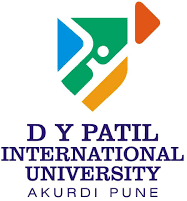 D Y PATIL
INTERNATIONAL
UNIVERSITY
AKURDI PUNE